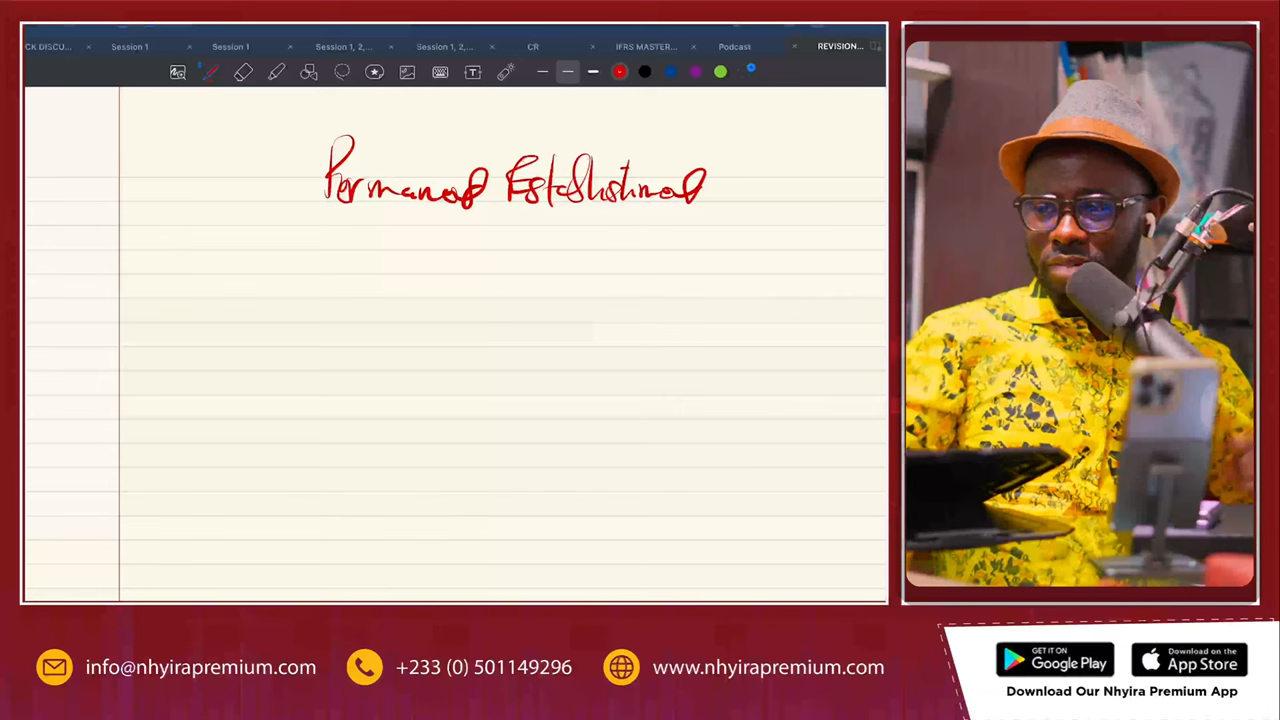 CK DISCU... Session 1 Session 1 Session 1, 2,... Session 1, 2,... CR IFRS MASTER... Podcast REVISION...
Permanent Establishment
info@nhyirapremium.com +233 (0) 501149296 www.nhyirapremium.com
GET IT ON Google Play
Download on the App Store
Download Our Nhyira Premium App